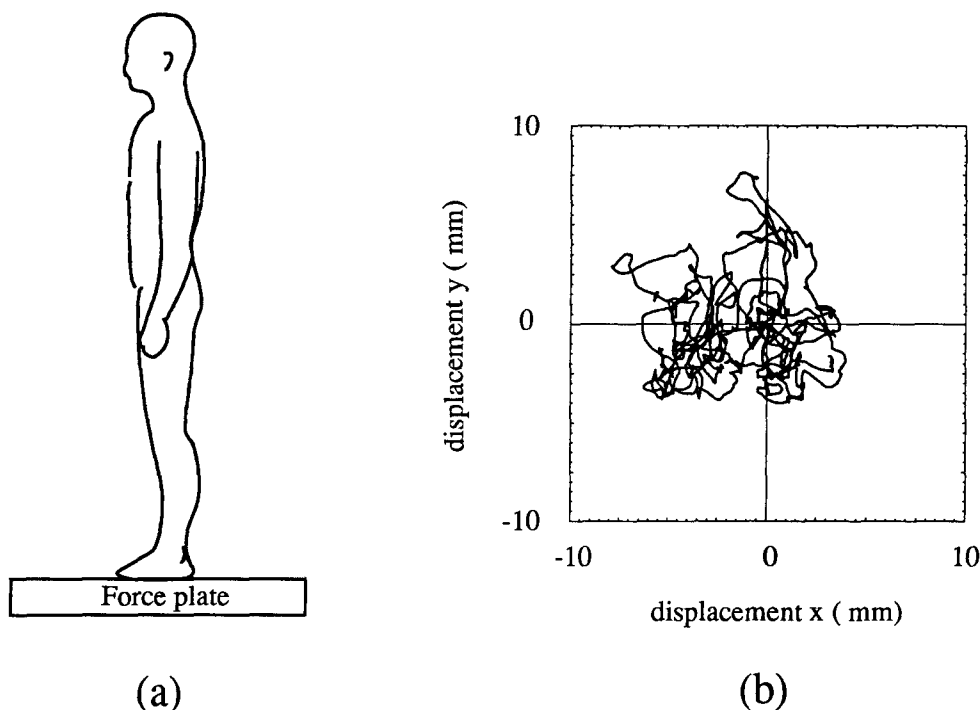 Force plate
(a)
10
displacement y ( mm)
0
-10
-10 0 10
displacement x ( mm)
(b)